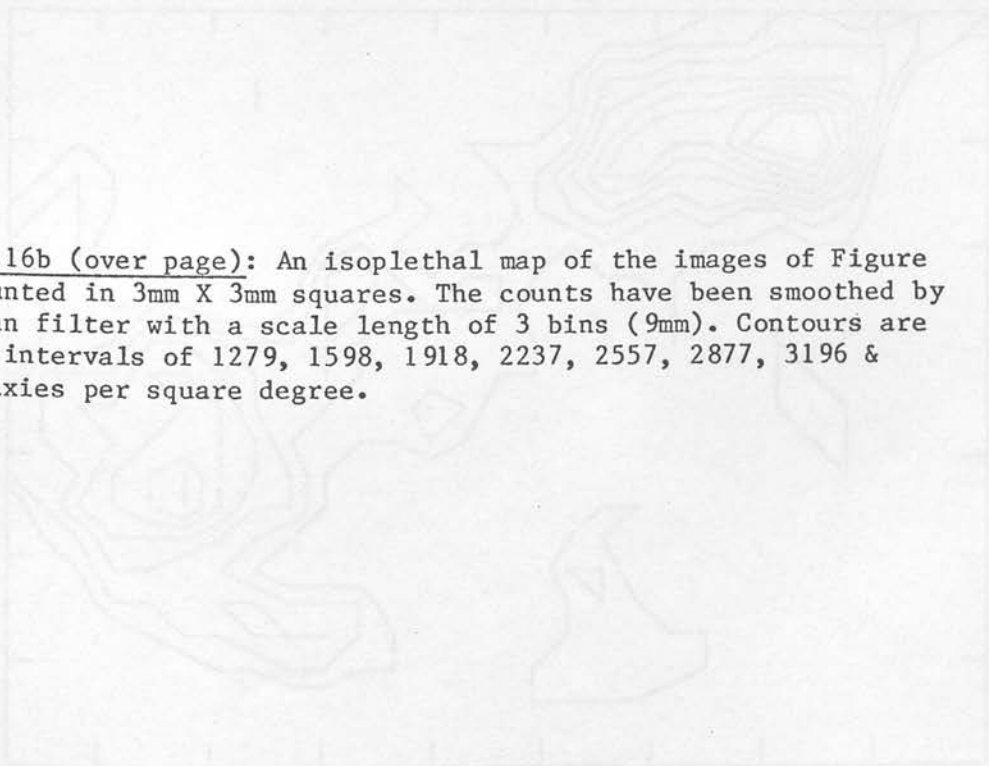 16b (over page): An isoplethal map of the images of Figure
nted in 3mm X 3mm squares. The counts have been smoothed by
n filter with a scale length of 3 bins (9mm). Contours are
intervals of 1279, 1598, 1918, 2237, 2557, 2877, 3196 &
xies per square degree.